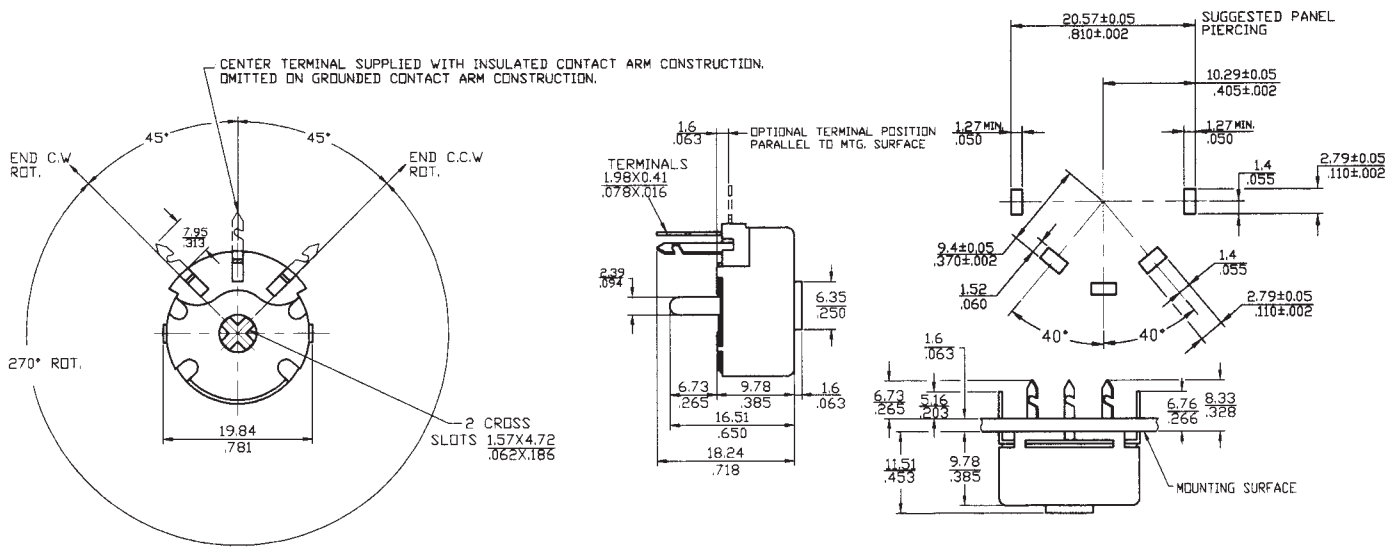 CENTER TERMINAL SUPPLIED WITH INSULATED CONTACT ARM CONSTRUCTION.
OMITTED ON GROUNDED CONTACT ARM CONSTRUCTION.
45°
45°
END C.W
ROT.
END C.C.W
ROT.
7.95
.313
270° ROT.
19.84
.781
2 CROSS
SLOTS 1.57X4.72
.062X.186
1.6
.063
OPTIONAL TERMINAL POSITION
PARALLEL TO MTG. SURFACE
TERMINALS
1.98X0.41
.078X.016
2.39
.094
6.35
.250
6.73
.265
9.78
.385
1.6
.063
16.51
.650
18.24
.718
20.57±0.05
.810±.002
SUGGESTED PANEL
PIERCING
10.29±0.05
.405±.002
1.27 MIN.
.050
1.27 MIN.
.050
1.4
.055
2.79±0.05
.110±.002
9.4±0.05
.370±.002
1.52
.060
1.4
.055
2.79±0.05
.110±.002
40°
40°
1.6
.063
6.73
.265
5.16
.203
6.76
.266
8.33
.328
11.51
.453
9.78
.385
MOUNTING SURFACE